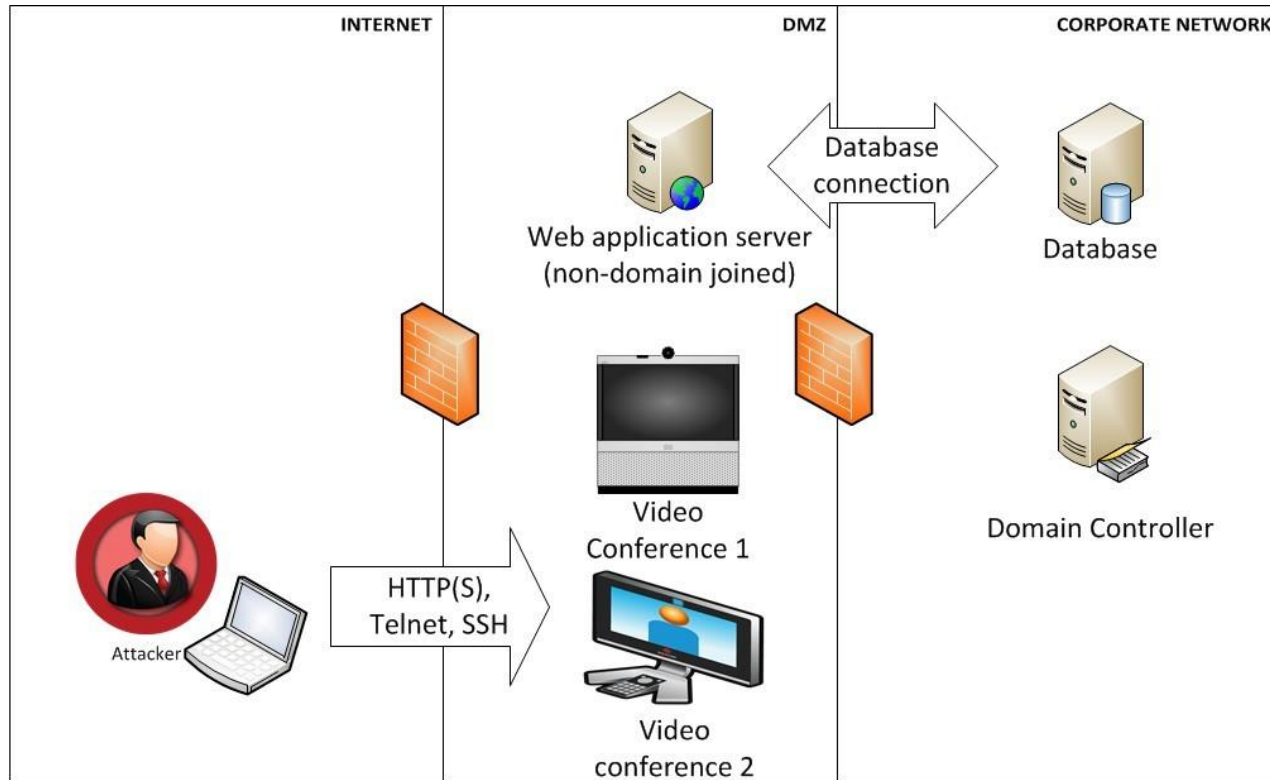 INTERNET
DMZ
CORPORATE NETWORK
Database
connection
Web application server
(non-domain joined)
Database
Video
Conference 1
Domain Controller
HTTP(S),
Telnet, SSH
Attacker
Video
conference 2